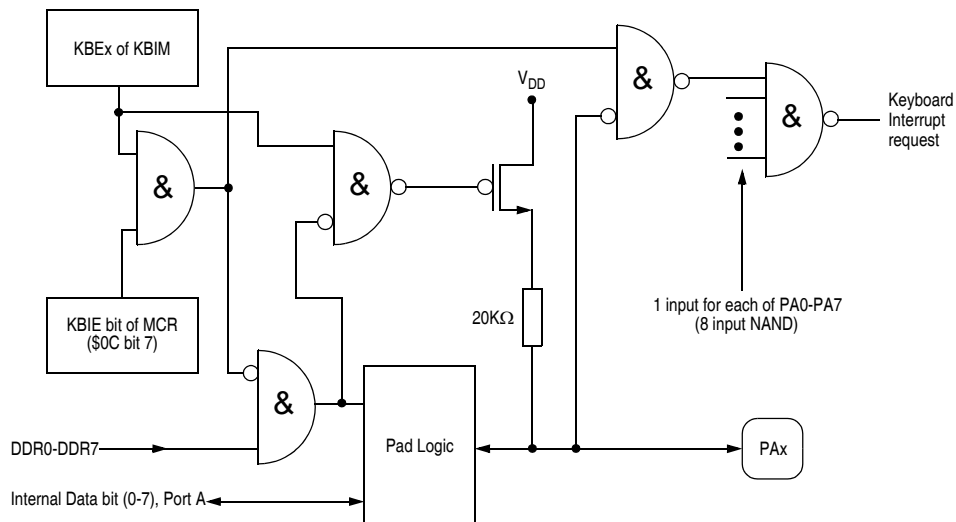 KBEx of KBIM
V_DD
&
&
&
&
&
Keyboard
Interrupt
request
KBIE bit of MCR
($0C bit 7)
20KΩ
1 input for each of PA0-PA7
(8 input NAND)
DDR0-DDR7
Pad Logic
PAx
Internal Data bit (0-7), Port A